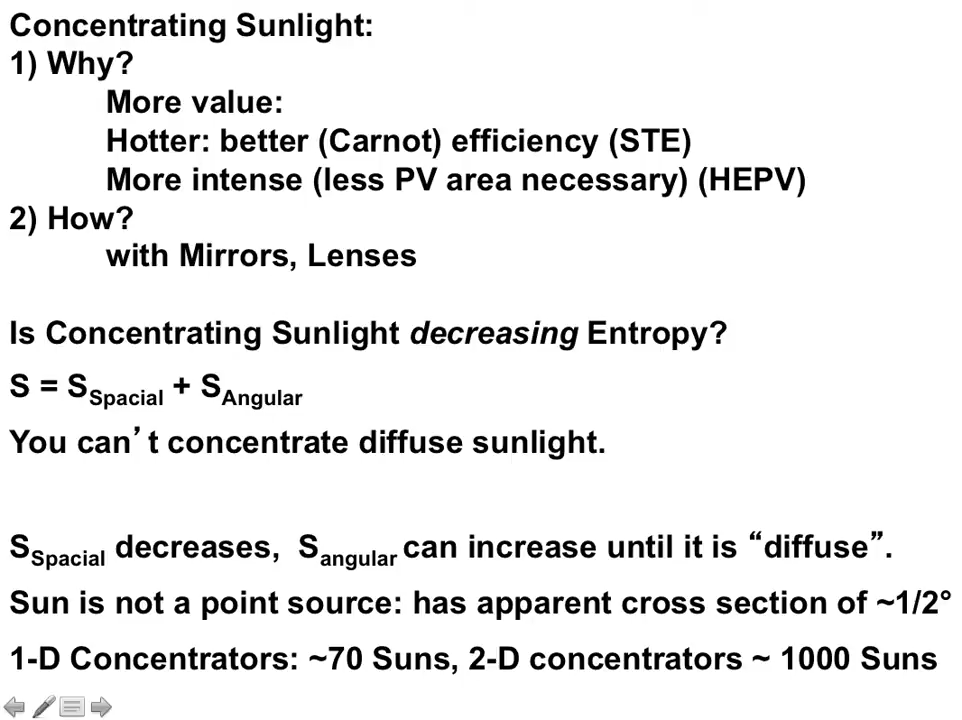 Concentrating Sunlight:
1) Why?
More value:
Hotter: better (Carnot) efficiency (STE)
More intense (less PV area necessary) (HEPV)
2) How?
with Mirrors, Lenses
Is Concentrating Sunlight decreasing Entropy?
S = SSpacial + SAngular
You can’t concentrate diffuse sunlight.
SSpacial decreases, Sangular can increase until it is “diffuse”.
Sun is not a point source: has apparent cross section of ~1/2°
1-D Concentrators: ~70 Suns, 2-D concentrators ~ 1000 Suns